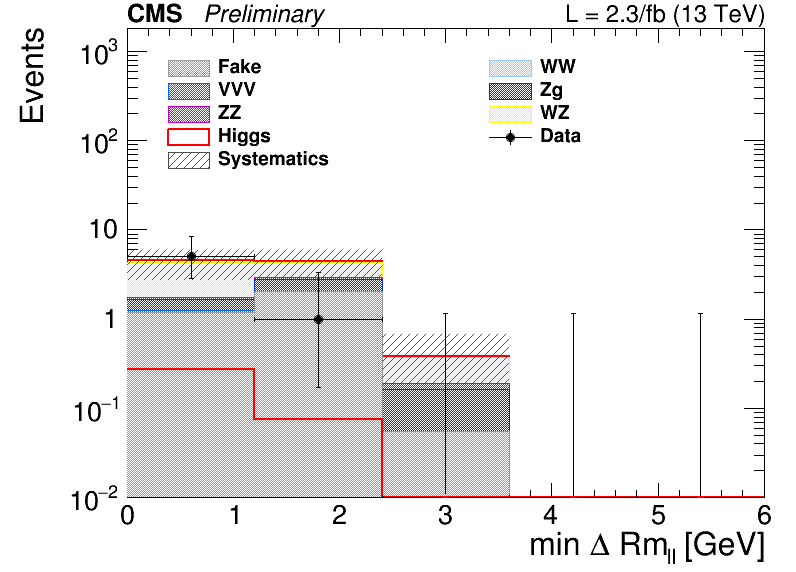 CMS Preliminary L = 2.3/fb (13 TeV)
Events
Fake WW
VVV Zg
ZZ WZ
Higgs Data
Systematics
10³
10²
10
1
10⁻¹
10⁻²
0 1 2 3 4 5 6
min Δ Rm_ll [GeV]